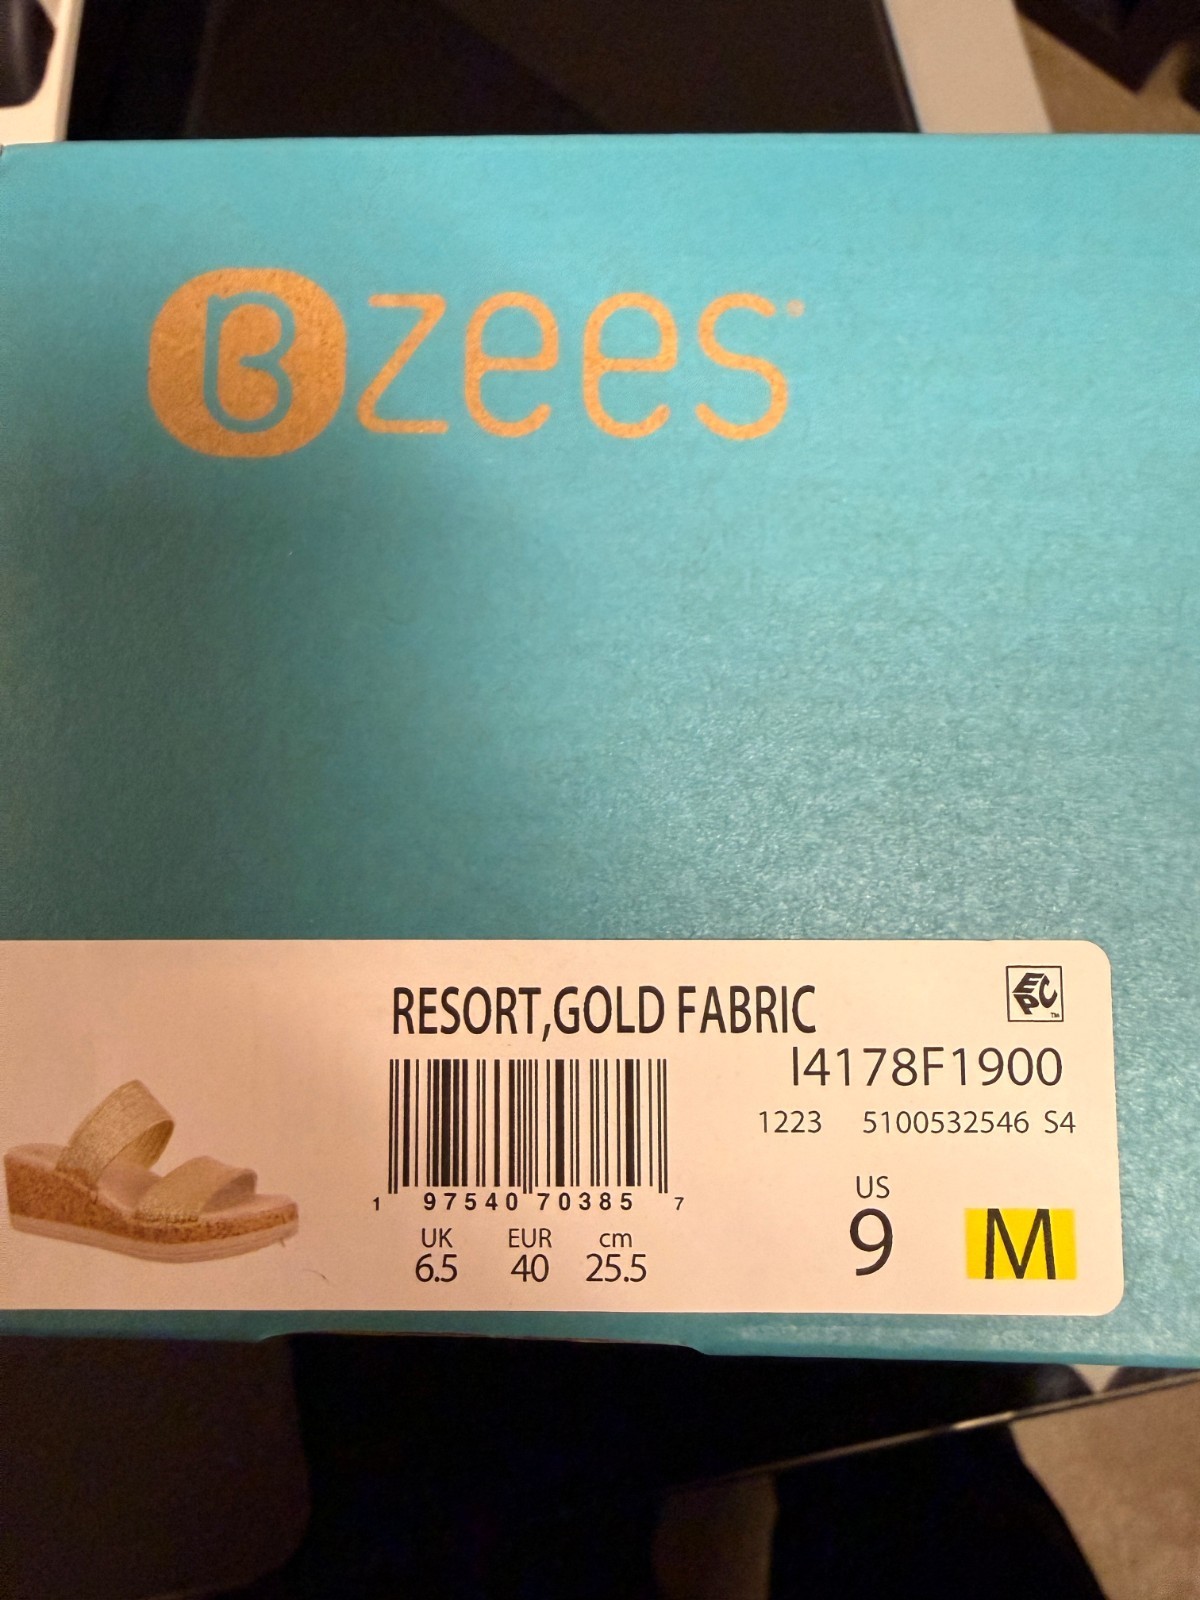 Bzees®
RESORT,GOLD FABRIC
EPC™
I4178F1900
1223 5100532546 S4
1 97540 70385 7
UK EUR cm
6.5 40 25.5
US
9 M